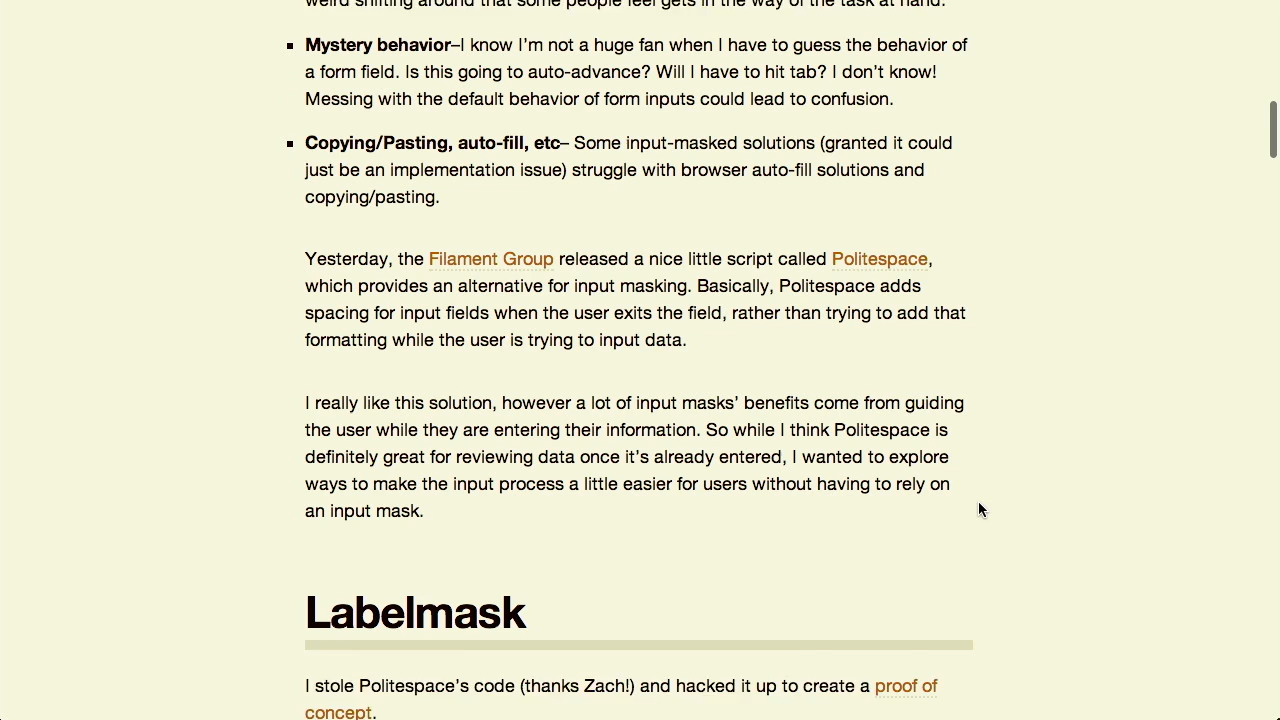 weird shifting around that some people feel gets in the way of the task at hand.
Mystery behavior–I know I’m not a huge fan when I have to guess the behavior of
a form field. Is this going to auto-advance? Will I have to hit tab? I don’t know!
Messing with the default behavior of form inputs could lead to confusion.
Copying/Pasting, auto-fill, etc– Some input-masked solutions (granted it could
just be an implementation issue) struggle with browser auto-fill solutions and
copying/pasting.
Yesterday, the Filament Group released a nice little script called Politespace,
which provides an alternative for input masking. Basically, Politespace adds
spacing for input fields when the user exits the field, rather than trying to add that
formatting while the user is trying to input data.
I really like this solution, however a lot of input masks’ benefits come from guiding
the user while they are entering their information. So while I think Politespace is
definitely great for reviewing data once it’s already entered, I wanted to explore
ways to make the input process a little easier for users without having to rely on
an input mask.
Labelmask
I stole Politespace’s code (thanks Zach!) and hacked it up to create a proof of
concept.